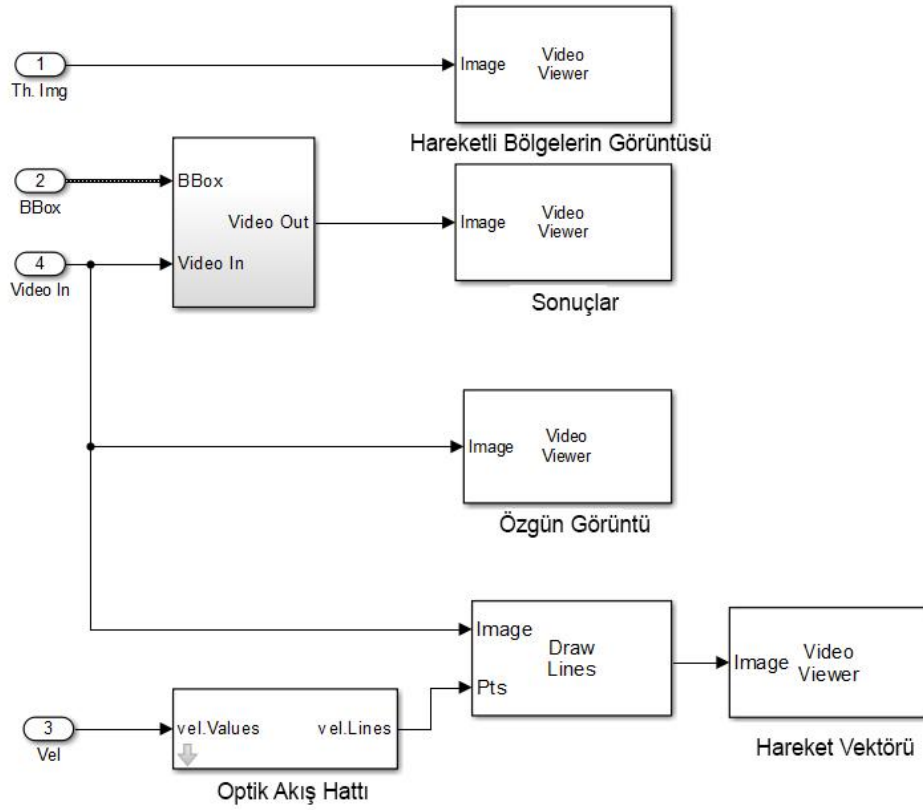 1
Th. Img
Image
Video
Viewer
Hareketli Bölgelerin Görüntüsü
2
BBox
4
Video In
BBox
Video Out
Video In
Image
Video
Viewer
Sonuçlar
Image
Video
Viewer
Özgün Görüntü
Image
Draw
Lines
Pts
Image
Video
Viewer
Hareket Vektörü
3
Vel
vel.Values
vel.Lines
Optik Akış Hattı